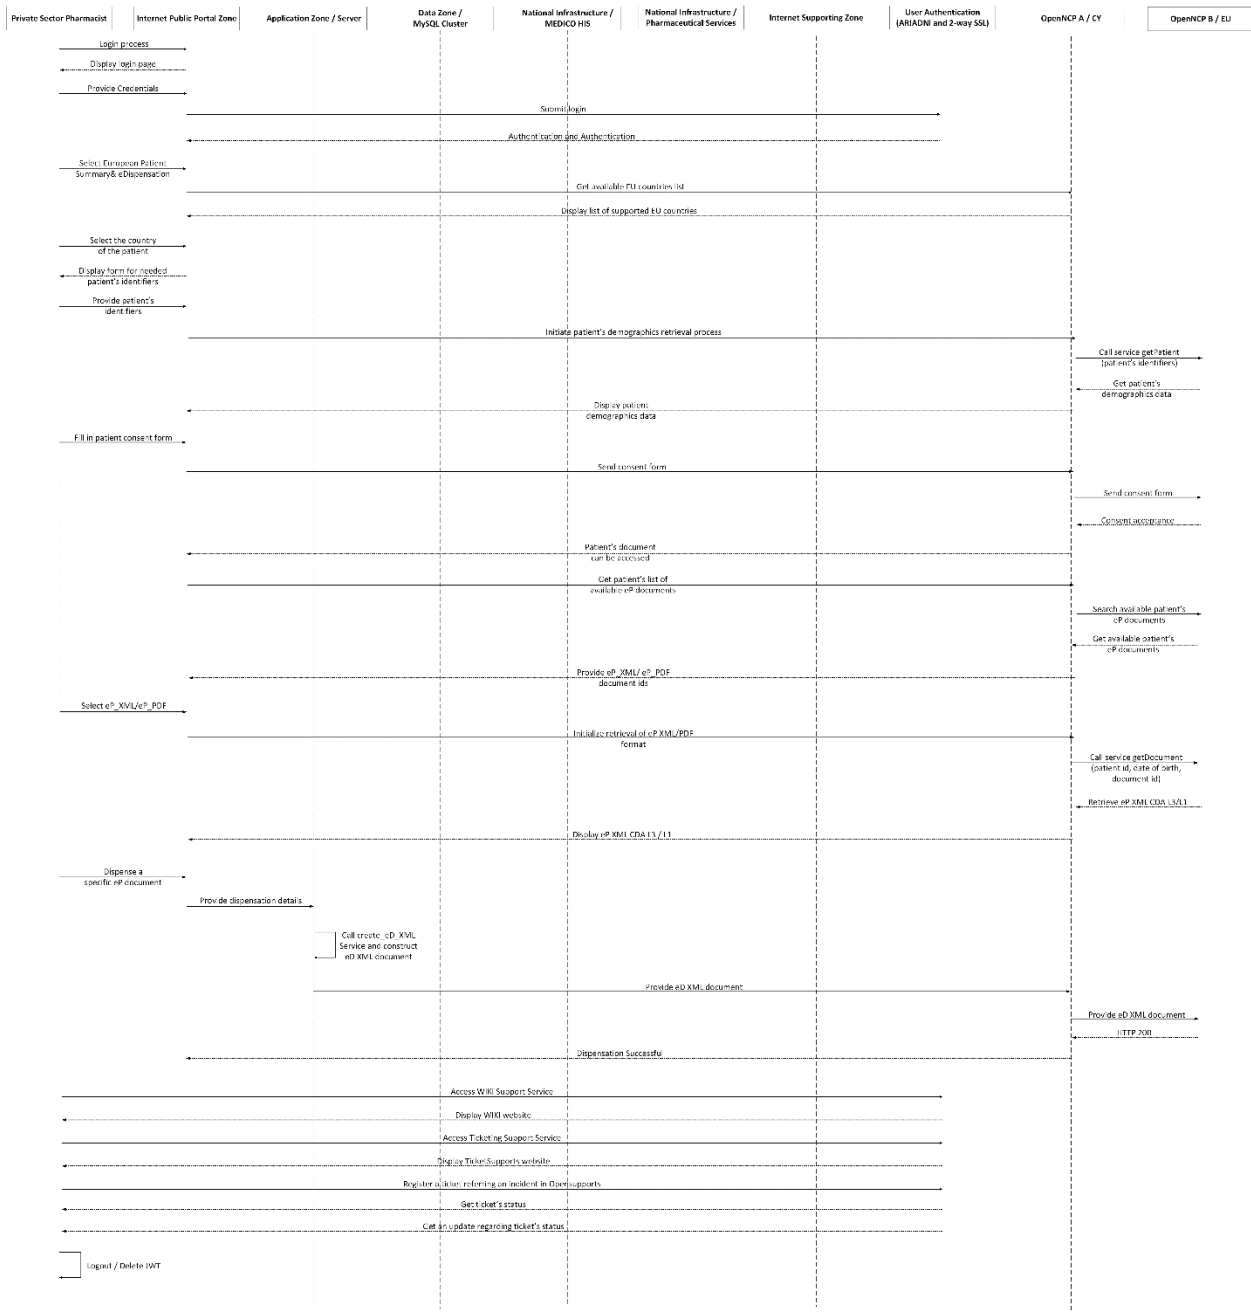 Private Sector Pharmacist
Internet Public Portal Zone
Application Zone / Server
Data Zone /
MySQL Cluster
National Infrastructure /
MEDICO HIS
National Infrastructure /
Pharmaceutical Services
Internet Supporting Zone
User Authentication
(ARIADNI and 2-way SSL)
OpenNCP A / CY
OpenNCP B / EU
Login process
Display login page
Provide Credentials
Submit login
Authentication and Authentication
Select European Patient
Summary& eDispensation
Get available EU countries list
Display list of supported EU countries
Select the country
of the patient
Display form for needed
patient's identifiers
Provide patient's
identifiers
Initiate patient's demographics retrieval process
Call service getPatient
(patient's identifiers)
Get patient's
demographics data
Display patient
demographics data
Fill in patient consent form
Send consent form
Send consent form
Consent acceptance
Patient's document
can be accessed
Get patient's list of
available eP documents
Search available patient's
eP documents
Get available patient's
eP documents
Provide eP_XML/ eP_PDF
document ids
Select eP_XML/eP_PDF
Initialize retrieval of eP XML/PDF
format
Call service getDocument
(patient id, date of birth,
document id)
Retrieve eP XML CDA L3/L1
Display eP XML CDA L3 / L1
Dispense a
specific eP document
Provide dispensation details
Call create_eD_XML
Service and construct
eD XML document
Provide eD XML document
Provide eD XML document
HTTP 200
Dispensation Successful
Access WIKI Support Service
Display WIKI website
Access Ticketing Support Service
Display TicketSupports website
Register a ticket referring an incident in Opensupports
Get ticket's status
Get an update regarding ticket's status
Logout / Delete JWT